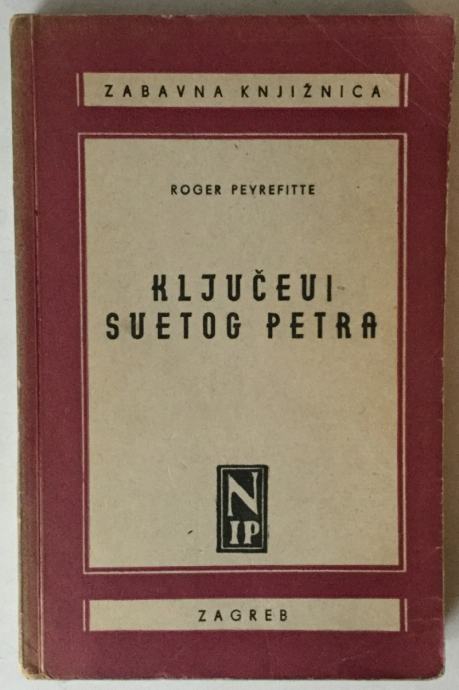 ZABAVNA KNJIŽNICA
ROGER PEYREFITTE
KLJUČEVI
SVETOG PETRA
N
IP
ZAGREB